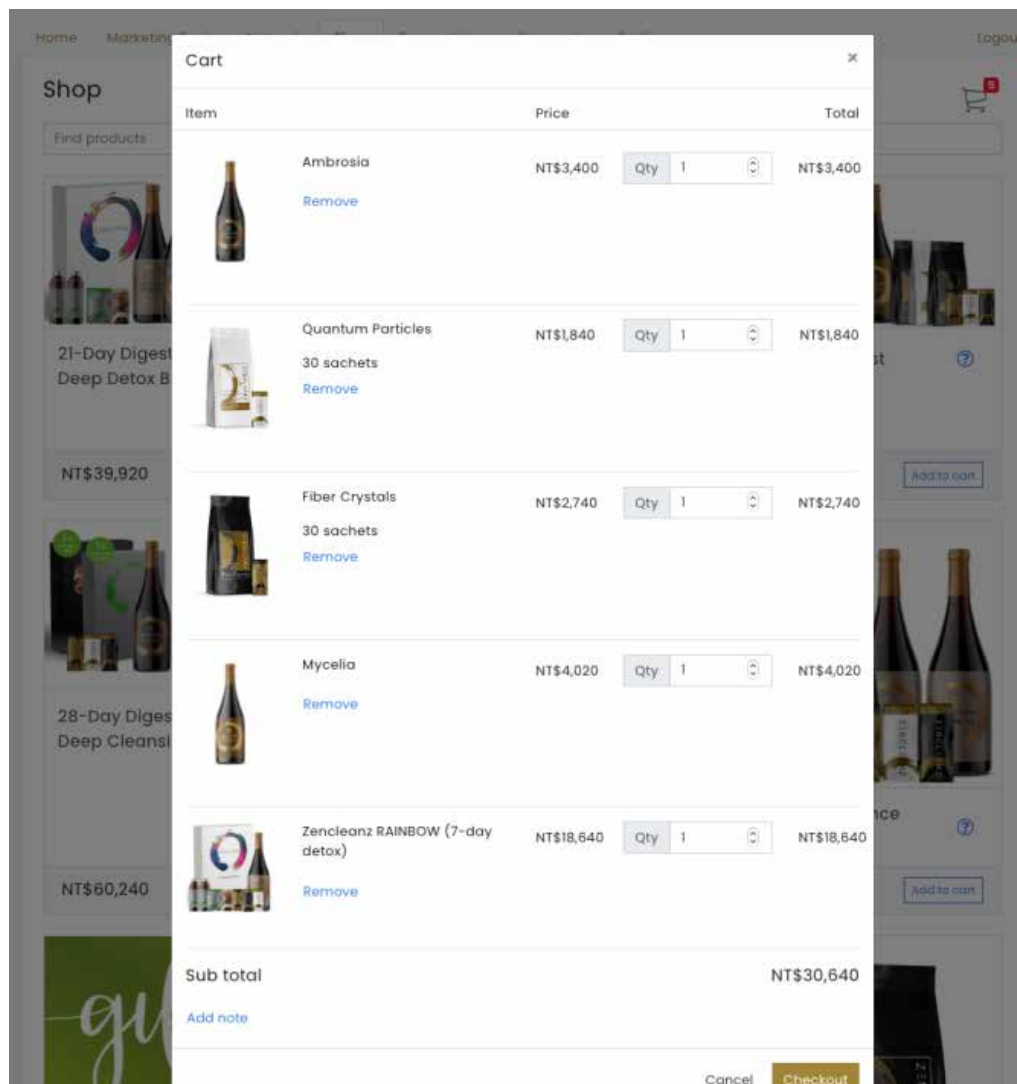 Home
Logou
Cart
×
Shop
5
Item Price Total
Find products
Ambrosia
NT$3,400 Qty 1 NT$3,400
Remove
Quantum Particles
NT$1,840 Qty 1 NT$1,840
30 sachets
Remove
21-Day Digest
Deep Detox B
st
NT$39,920
Add to cart
Fiber Crystals
NT$2,740 Qty 1 NT$2,740
30 sachets
Remove
Mycelia
NT$4,020 Qty 1 NT$4,020
Remove
28-Day Diges
Deep Cleansi
Zencleanz RAINBOW (7-day
detox)
NT$18,640 Qty 1 NT$18,640
Remove
nce
NT$60,240
Add to cart
Sub total NT$30,640
Add note
Cancel Checkout